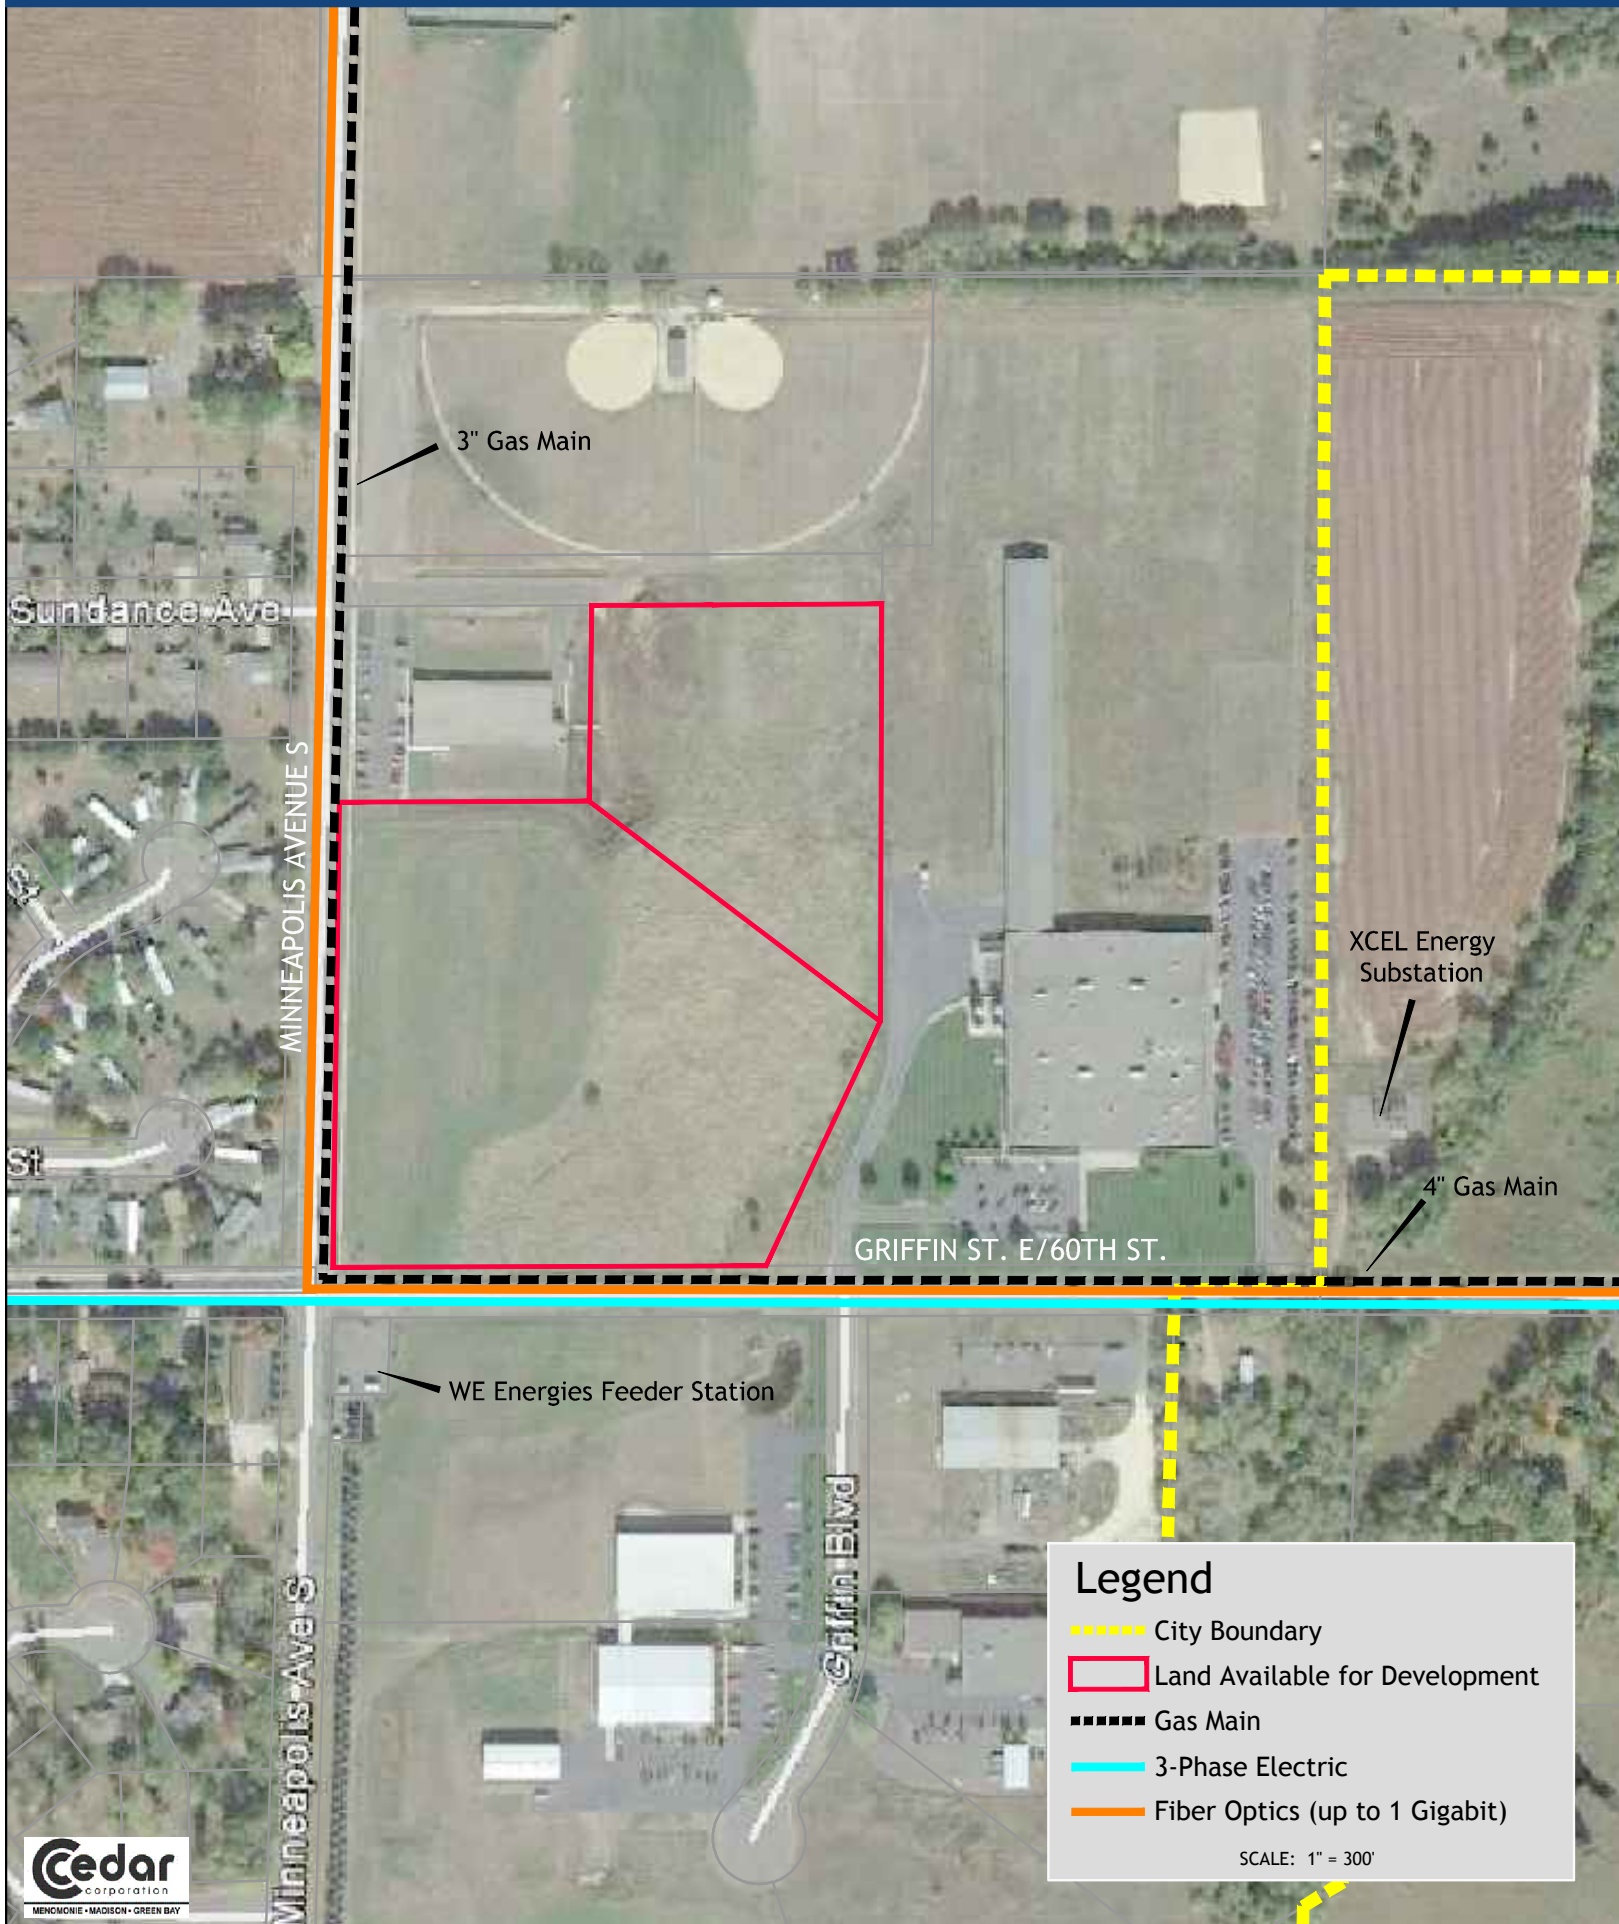 3" Gas Main
Sundance Ave
MINNEAPOLIS AVENUE S
XCEL Energy
Substation
St
4" Gas Main
GRIFFIN ST. E/60TH ST.
WE Energies Feeder Station
Griffin Blvd
Minneapolis Ave S
Legend
City Boundary
Land Available for Development
Gas Main
3-Phase Electric
Fiber Optics (up to 1 Gigabit)
SCALE: 1" = 300'
Cedar
corporation
MENOMONIE • MADISON • GREEN BAY